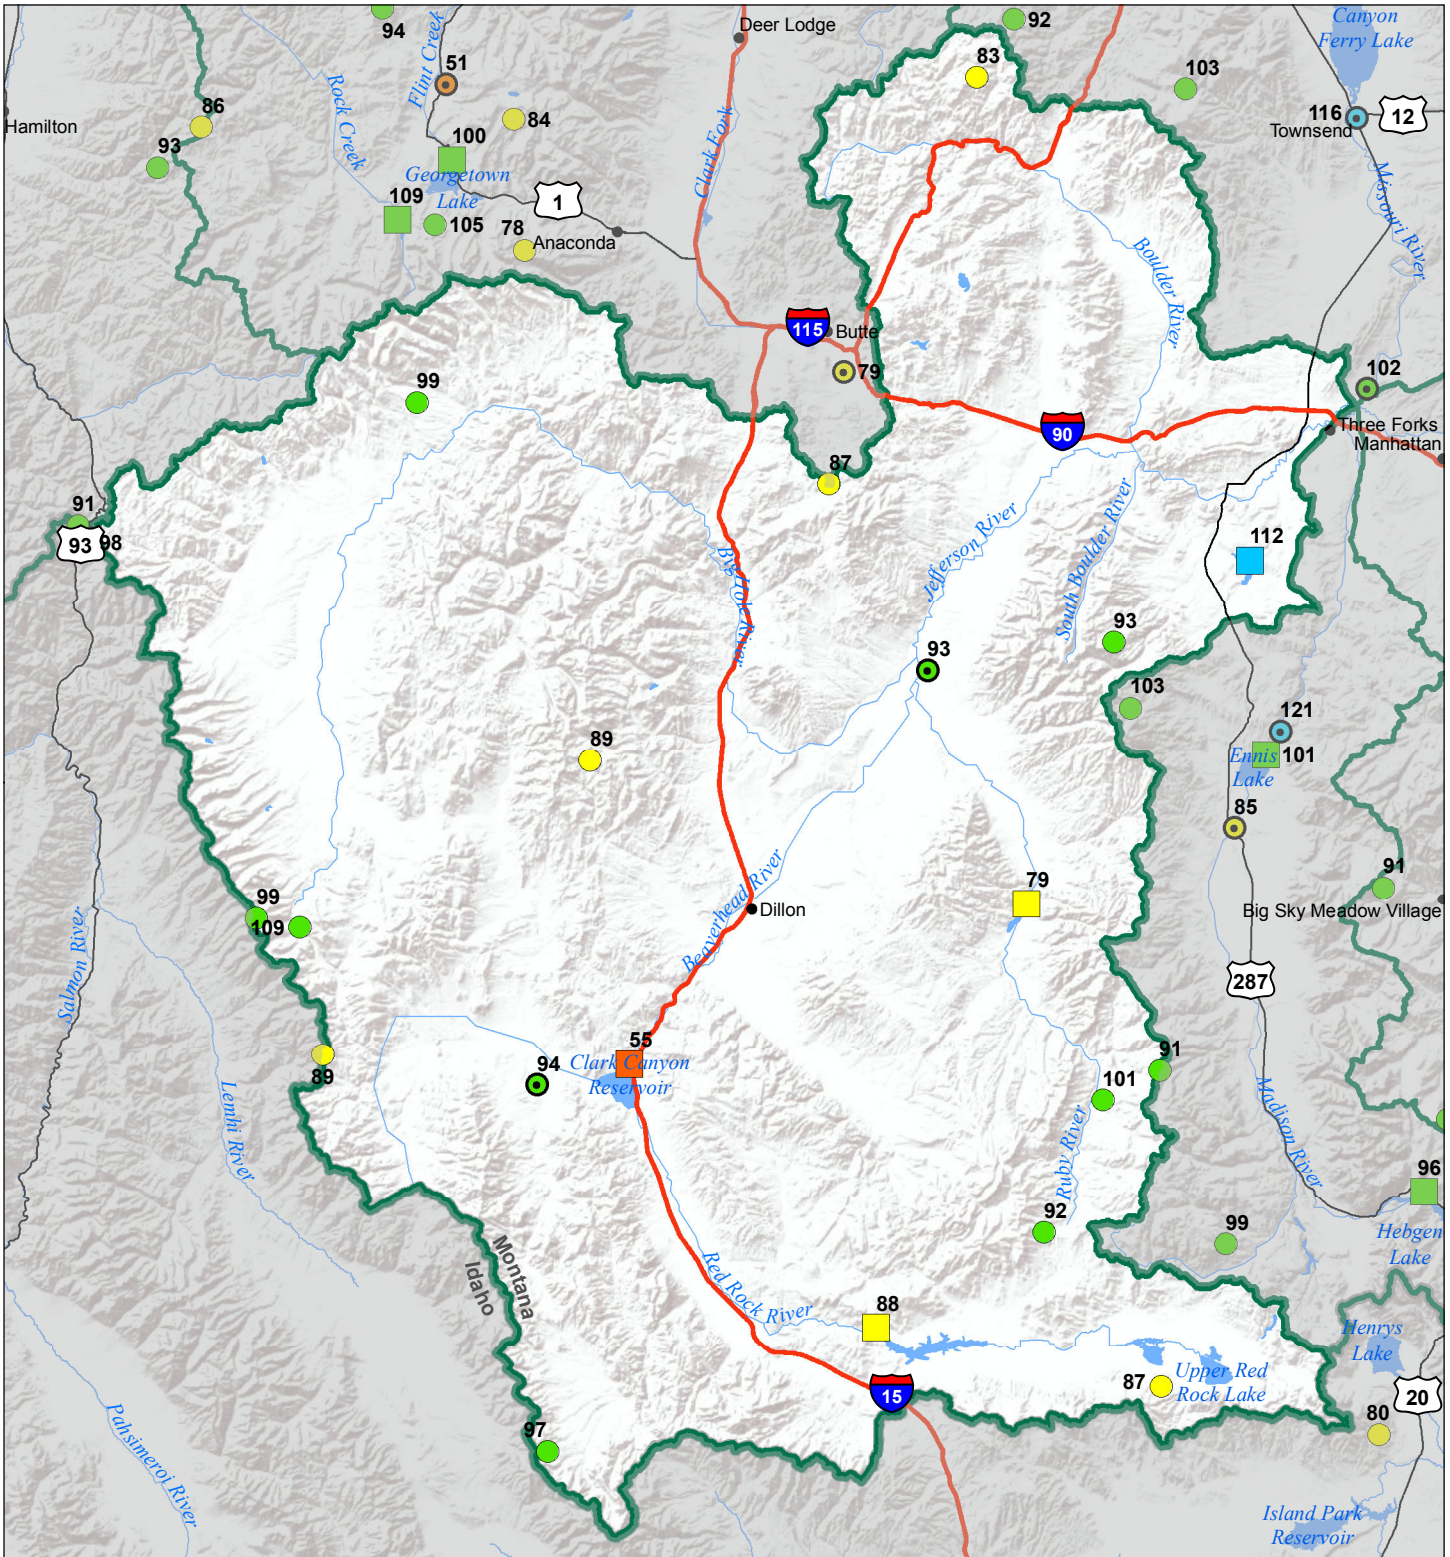 94
Deer Lodge
92
Canyon
Ferry Lake
51
Flint Creek
83
103
Rock Creek
86
Hamilton
84
116
Townsend
12
93
100
Georgetown
Lake
Clark Fork
Missouri River
109
105
1
78
Anaconda
Boulder River
115
Butte
79
99
102
90
Three Forks
Manhattan
87
91
93
98
Jefferson River
South Boulder River
112
Big Hole River
93
93
103
121
89
Ennis
Lake
101
85
79
91
Beaverhead River
Dillon
Big Sky Meadow Village
99
109
Salmon River
287
55
Clark Canyon
Reservoir
94
89
91
101
Lemhi River
Madison River
Ruby River
96
92
99
Hebgen
Lake
Montana
Idaho
Red Rock River
88
Henrys
Lake
87
Upper Red
Rock Lake
15
20
80
97
Pahsimeroi River
Island Park
Reservoir